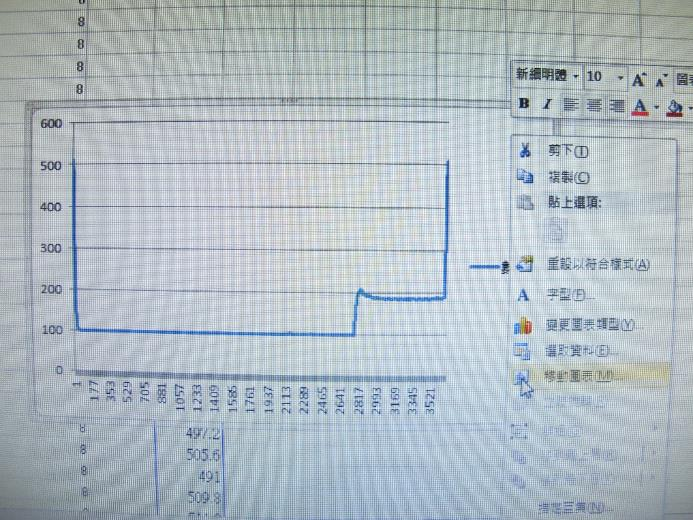 8
8
8
8
新細明體 10 A A
B I A
600
500
400
300
200
100
0
1 177 353 529 705 881 1057 1233 1409 1585 1761 1937 2113 2289 2465 2641 2817 2993 3169 3345 3521
剪下(T)
複製(C)
貼上選項:
重設以符合樣式(A)
A 字型(F)...
變更圖表類型(Y)...
選取資料(E)...
移動圖表(M)...
指定巨集(N)...
8 497.2
8 505.6
8 491
8 509.8